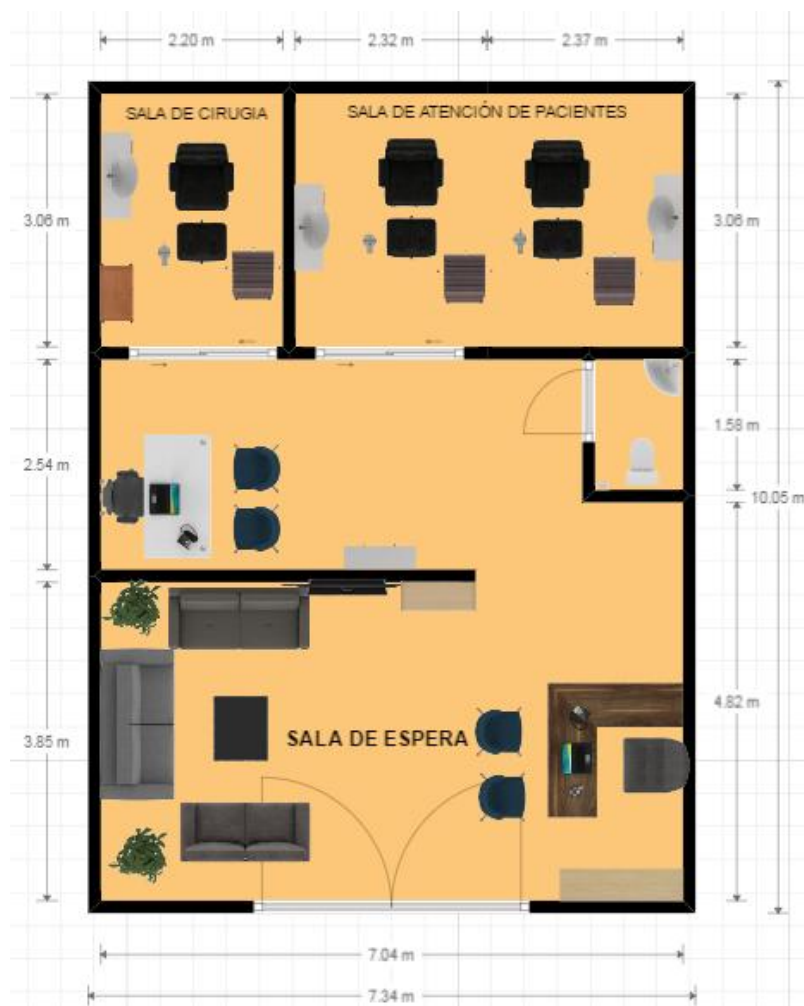 2.20 m
2.32 m
2.37 m
SALA DE CIRUGIA
SALA DE ATENCIÓN DE PACIENTES
3.06 m
3.06 m
1.58 m
2.54 m
10.05 m
4.82 m
SALA DE ESPERA
3.85 m
7.04 m
7.34 m